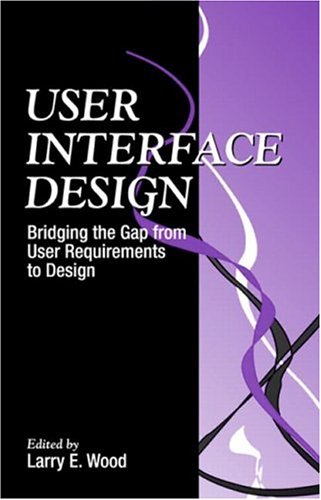 USER
INTERFACE
DESIGN
Bridging the Gap from
User Requirements
to Design
Edited by
Larry E. Wood